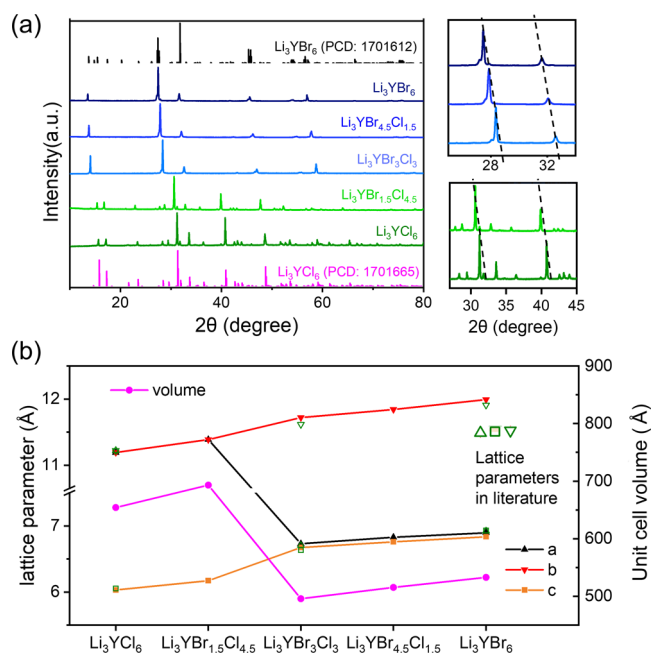 (a)
Intensity(a.u.)
Li₃YBr₆ (PCD: 1701612)
Li₃YBr₆
Li₃YBr₄.₅Cl₁.₅
Li₃YBr₃Cl₃
Li₃YBr₁.₅Cl₄.₅
Li₃YCl₆
Li₃YCl₆ (PCD: 1701665)
20 40 60 80
2θ (degree)
28 32
30 35 40 45
2θ (degree)
(b)
lattice parameter (Å)
12
11
7
6
volume
Lattice
parameters
in literature
a
b
c
900
800
700
600
500
Unit cell volume ( Å)
Li₃YCl₆ Li₃YBr₁.₅Cl₄.₅ Li₃YBr₃Cl₃ Li₃YBr₄.₅Cl₁.₅ Li₃YBr₆